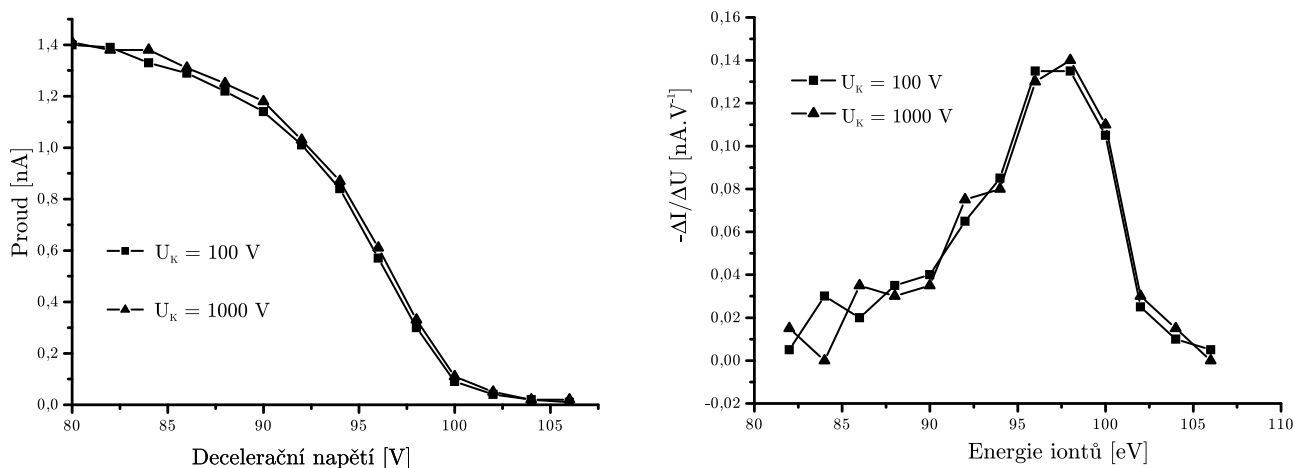 1,4
1,2
1,0
0,8
0,6
0,4
0,2
0,0
Proud [nA]
U_K = 100 V
U_K = 1000 V
80 85 90 95 100 105
Decelerační napětí [V]
0,16
0,14
0,12
0,10
0,08
0,06
0,04
0,02
0,00
-0,02
-ΔI/ΔU [nA.V⁻¹]
U_K = 100 V
U_K = 1000 V
80 85 90 95 100 105 110
Energie iontů [eV]